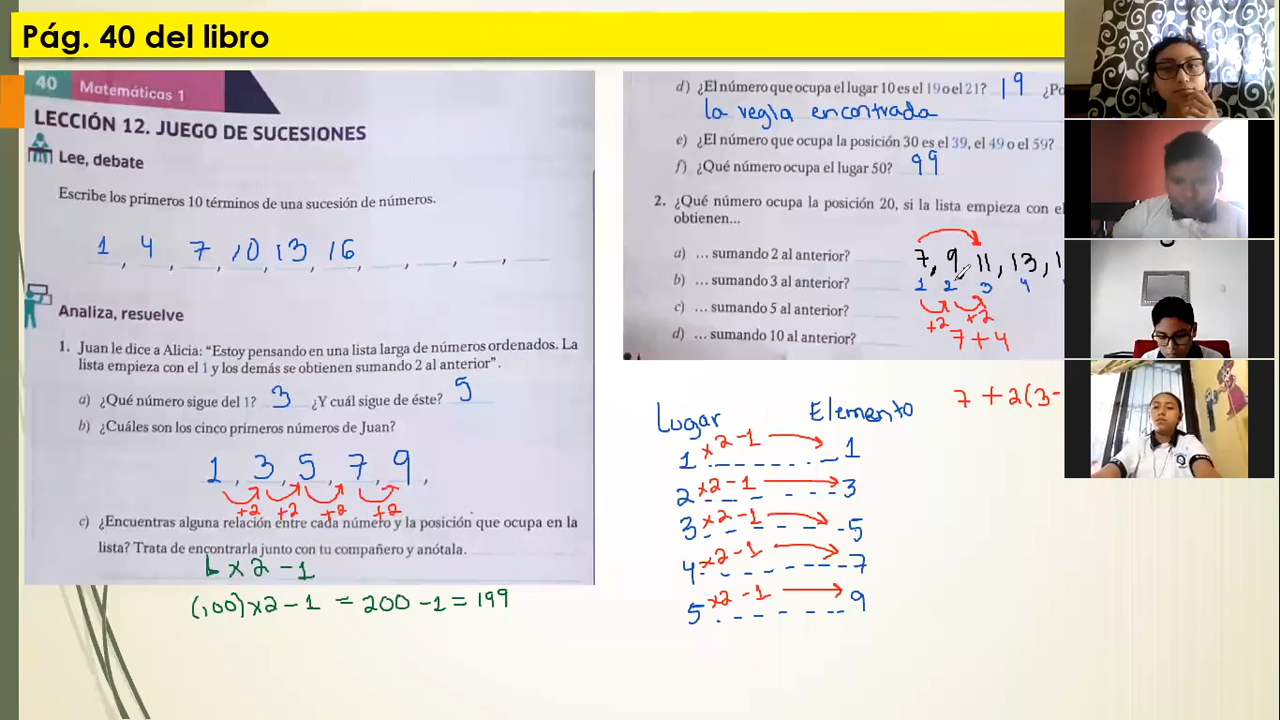 Pág. 40 del libro
40 Matemáticas 1
LECCIÓN 12. JUEGO DE SUCESIONES
Lee, debate
Escribe los primeros 10 términos de una sucesión de números.
1, 4, 7, 10, 13, 16, , , ,
Analiza, resuelve
1. Juan le dice a Alicia: "Estoy pensando en una lista larga de números ordenados. La
lista empieza con el 1 y los demás se obtienen sumando 2 al anterior".
a) ¿Qué número sigue del 1? 3 ¿Y cuál sigue de éste? 5
b) ¿Cuáles son los cinco primeros números de Juan?
1, 3, 5, 7, 9,
+2 +2 +2 +2
c) ¿Encuentras alguna relación entre cada número y la posición que ocupa en la
lista? Trata de encontrarla junto con tu compañero y anótala.
L x 2 - 1
(100) x 2 - 1 = 200 - 1 = 199
d) ¿El número que ocupa el lugar 10 es el 19 o el 21? 19 ¿Po
la regla encontrada
e) ¿El número que ocupa la posición 30 es el 39, el 49 o el 59?
f) ¿Qué número ocupa el lugar 50? 99
2. ¿Qué número ocupa la posición 20, si la lista empieza con el
obtienen...
a) ... sumando 2 al anterior? 7, 9, 11, 13, 1
b) ... sumando 3 al anterior? 1 2 3 4
c) ... sumando 5 al anterior? +2 +2
d) ... sumando 10 al anterior? 7 + 4
7 + 2(3-
Lugar Elemento
1 x2-1 1
2 x2-1 3
3 x2-1 5
4 x2-1 7
5 x2-1 9